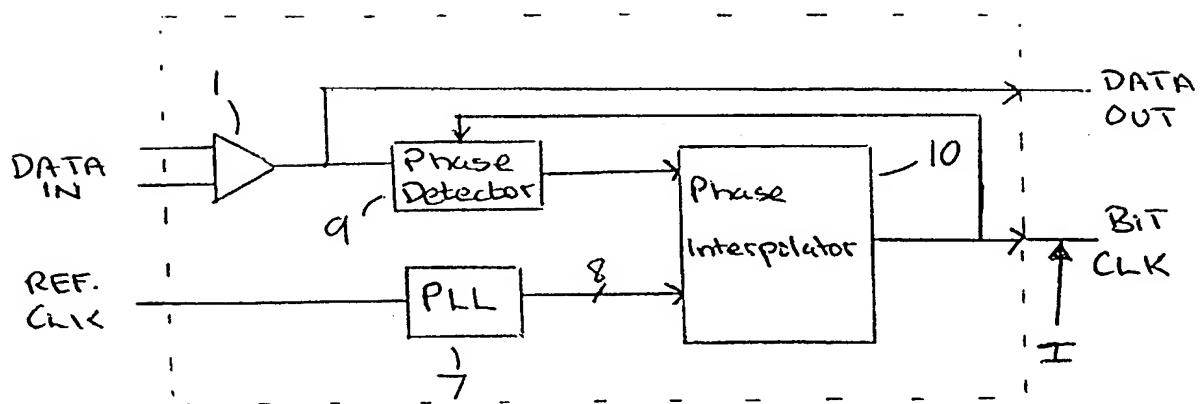 1
DATA
OUT
DATA
IN
Phase
Detector
9
Phase
Interpolator
10
BiT
CLK
REF.
CLK
PLL
8
7
I